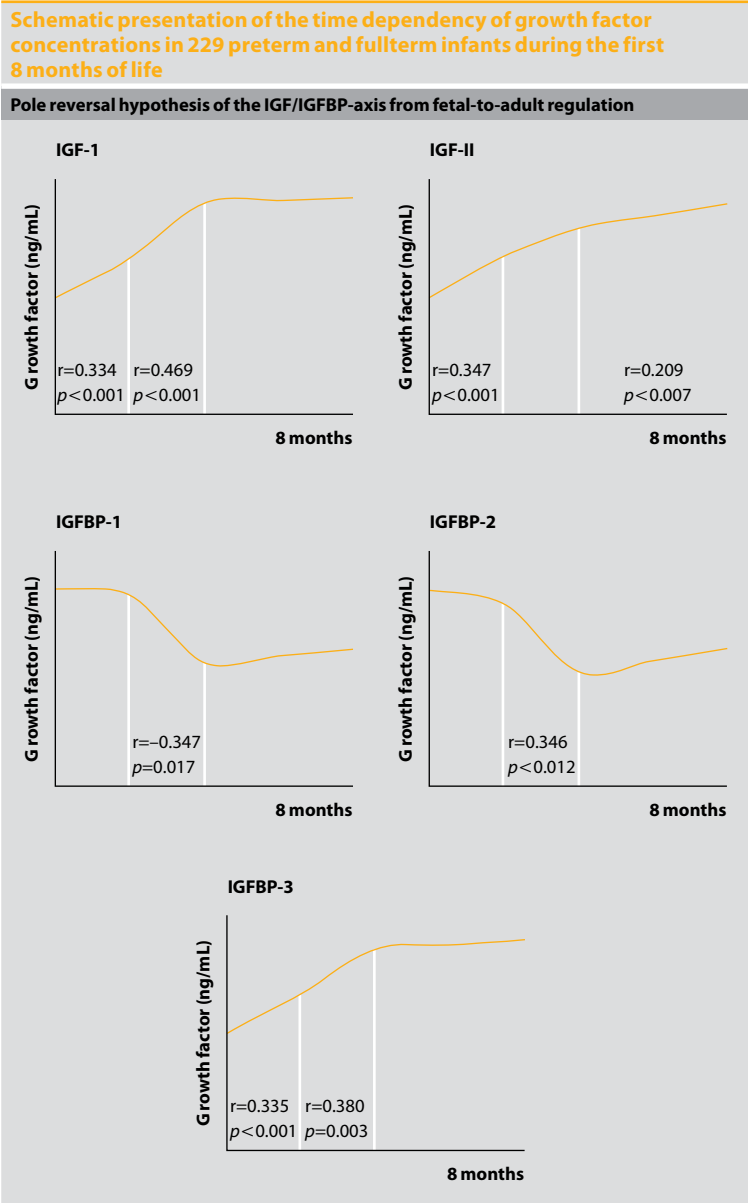 Schematic presentation of the time dependency of growth factor
concentrations in 229 preterm and fullterm infants during the first
8 months of life
Pole reversal hypothesis of the IGF/IGFBP-axis from fetal-to-adult regulation
IGF-1
G rowth factor (ng/mL)
r=0.334 r=0.469
p<0.001 p<0.001
8 months
IGF-II
G rowth factor (ng/mL)
r=0.347 r=0.209
p<0.001 p<0.007
8 months
IGFBP-1
G rowth factor (ng/mL)
r=–0.347
p=0.017
8 months
IGFBP-2
G rowth factor (ng/mL)
r=0.346
p<0.012
8 months
IGFBP-3
G rowth factor (ng/mL)
r=0.335 r=0.380
p<0.001 p=0.003
8 months